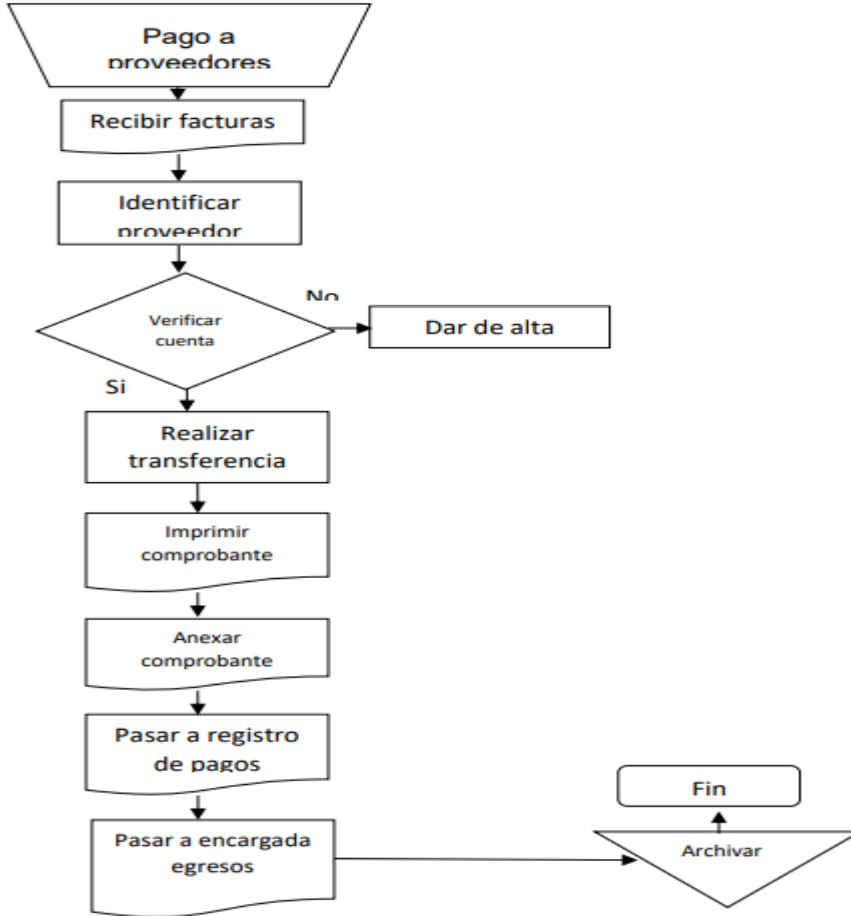 Pago a
proveedores
Recibir facturas
Identificar
proveedor
Verificar
cuenta
No
Dar de alta
Si
Realizar
transferencia
Imprimir
comprobante
Anexar
comprobante
Pasar a registro
de pagos
Pasar a encargada
egresos
Archivar
Fin